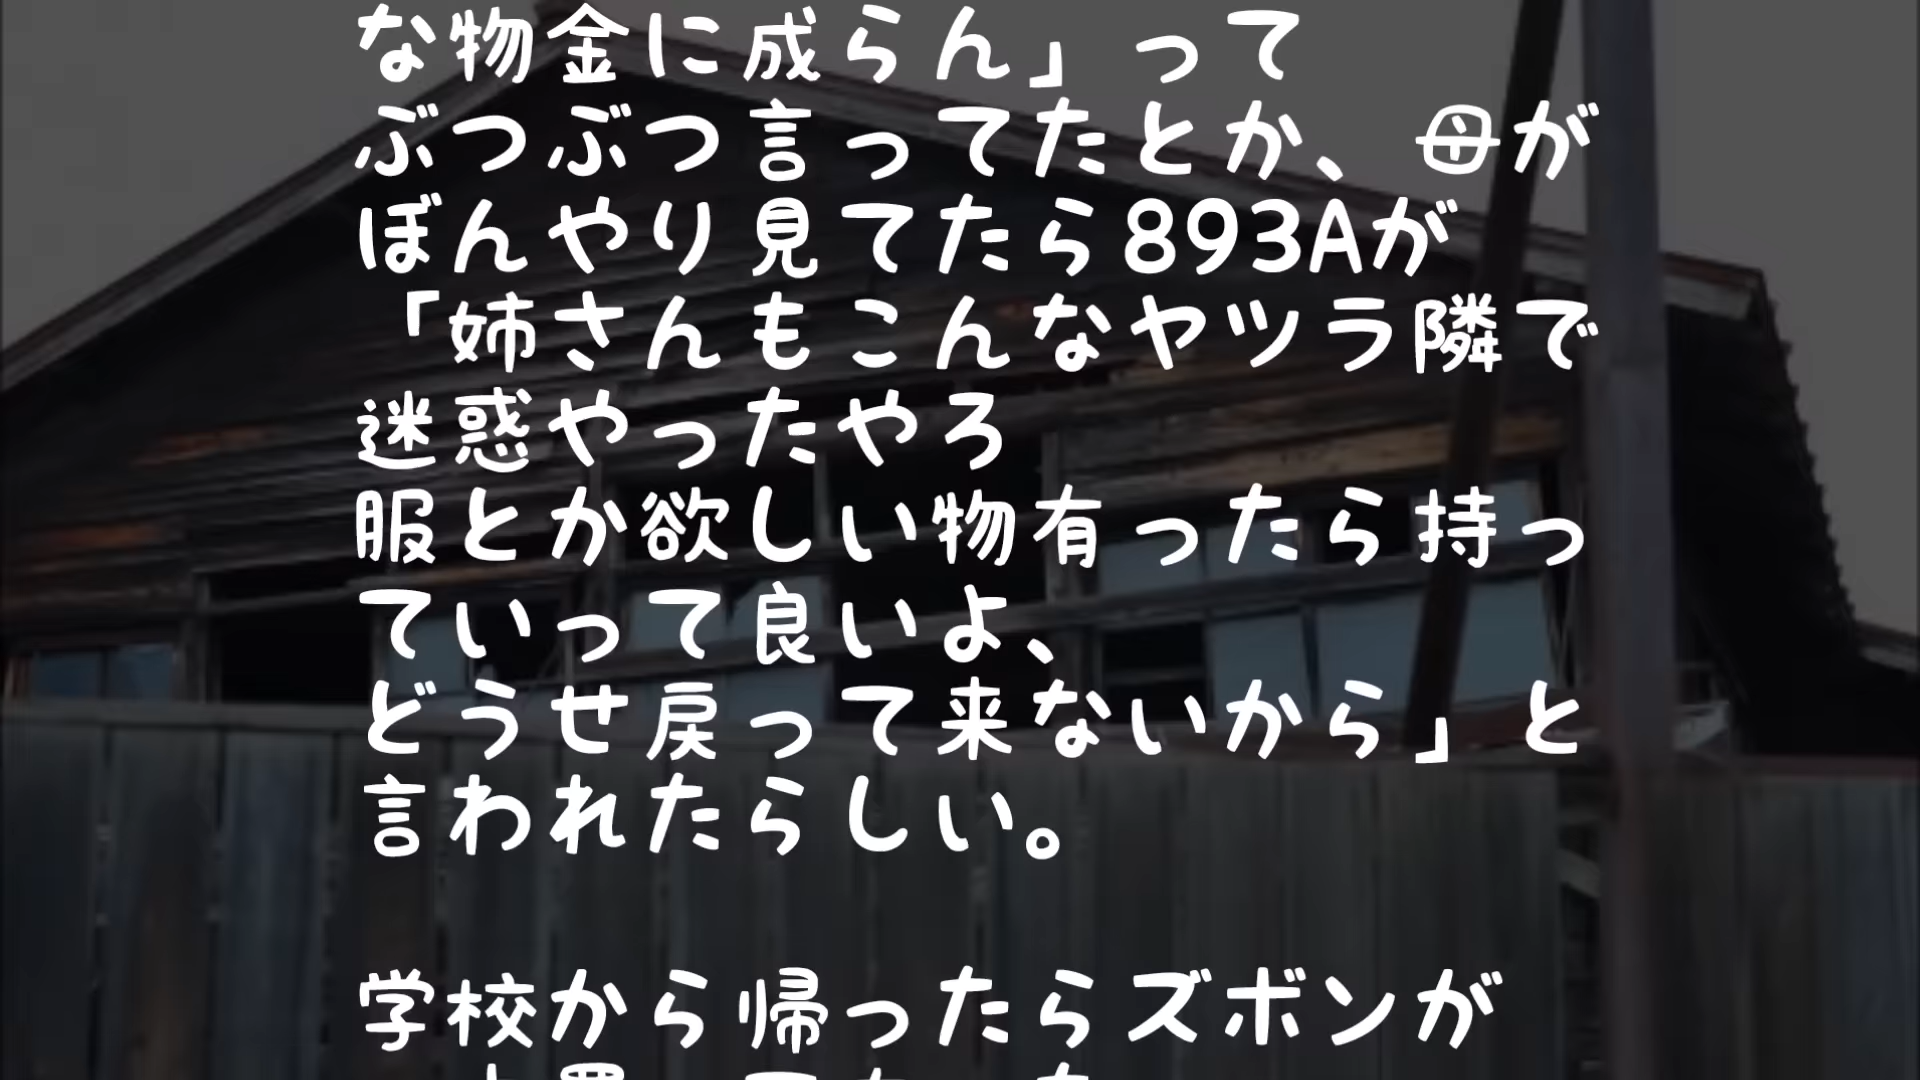 な物金に成らん」って
ぶつぶつ言ってたとか、母が
ぼんやり見てたら893Aが
「姉さんもこんなヤツラ隣で
迷惑やったやろ
服とか欲しい物有ったら持っ
ていって良いよ、
どうせ戻って来ないから」と
言われたらしい。
学校から帰ったらズボンが